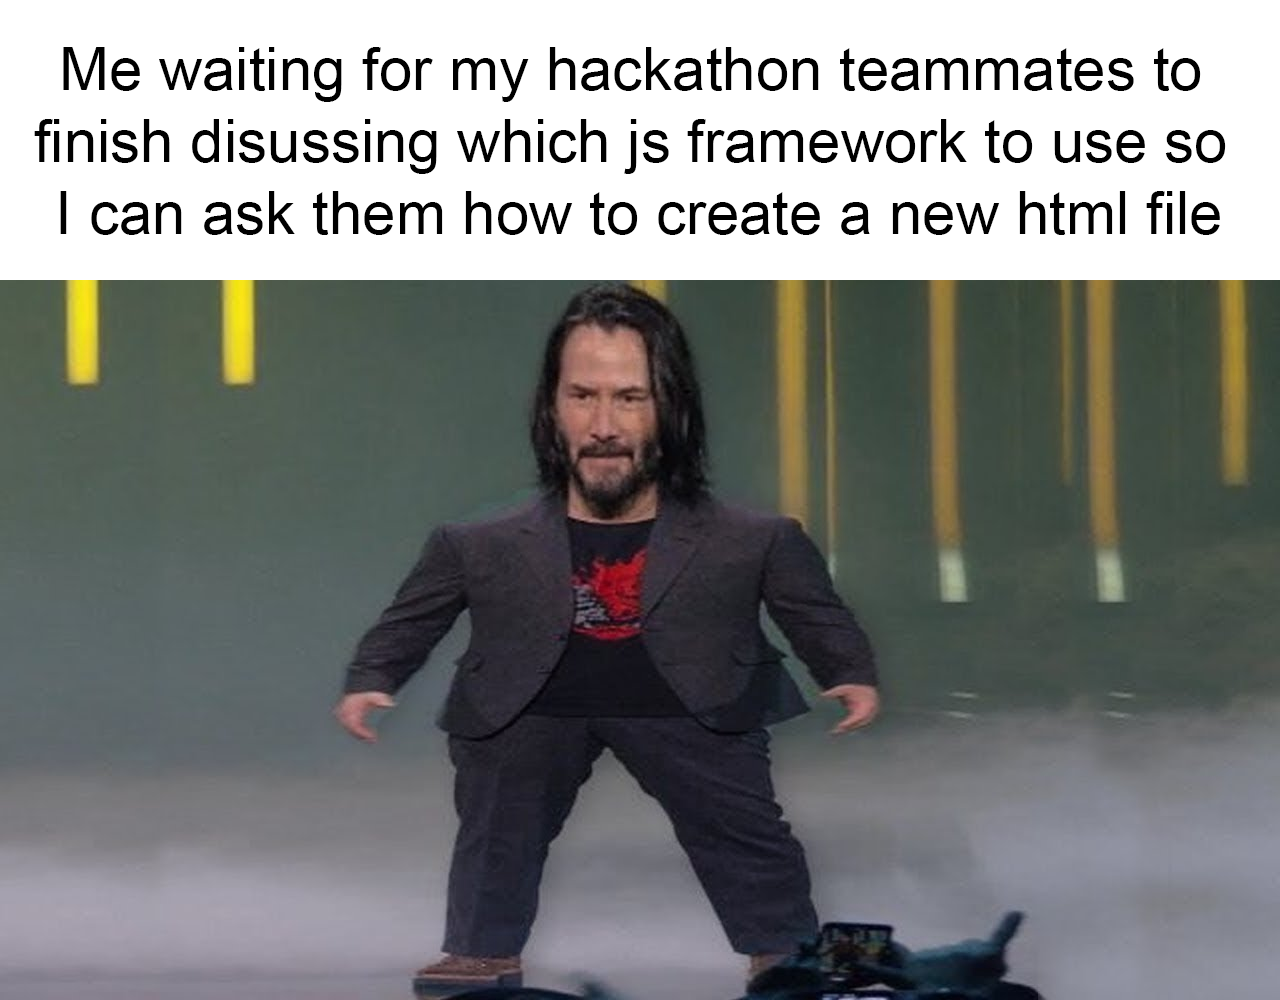 Me waiting for my hackathon teammates to
finish disussing which js framework to use so
I can ask them how to create a new html file